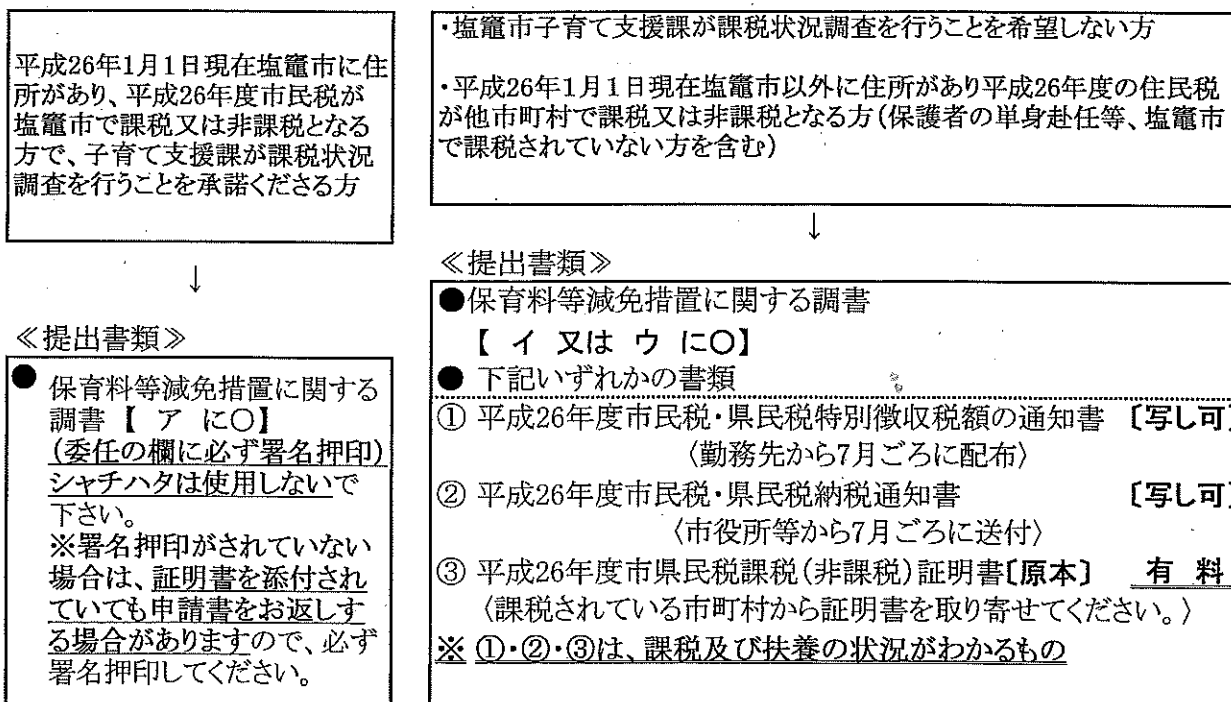 平成26年1月1日現在塩竈市に住
所があり、平成26年度市民税が
塩竈市で課税又は非課税となる
方で、子育て支援課が課税状況
調査を行うことを承諾くださる方
↓
≪提出書類≫
● 保育料等減免措置に関する
調書【 ア に○】
(委任の欄に必ず署名押印)
シャチハタは使用しないで
下さい。
※署名押印がされていない
場合は、証明書を添付され
ていても申請書をお返しす
る場合がありますので、必ず
署名押印してください。
・塩竈市子育て支援課が課税状況調査を行うことを希望しない方
・平成26年1月1日現在塩竈市以外に住所があり平成26年度の住民税
が他市町村で課税又は非課税となる方(保護者の単身赴任等、塩竈市
で課税されていない方を含む)
↓
≪提出書類≫
●保育料等減免措置に関する調書
【 イ 又は ウ に○】
● 下記いずれかの書類
① 平成26年度市民税・県民税特別徴収税額の通知書 〔写し可〕
〈勤務先から7月ごろに配布〉
② 平成26年度市民税・県民税納税通知書 〔写し可〕
〈市役所等から7月ごろに送付〉
③ 平成26年度市県民税課税(非課税)証明書〔原本〕 有 料
〈課税されている市町村から証明書を取り寄せてください。〉
※ ①・②・③は、課税及び扶養の状況がわかるもの